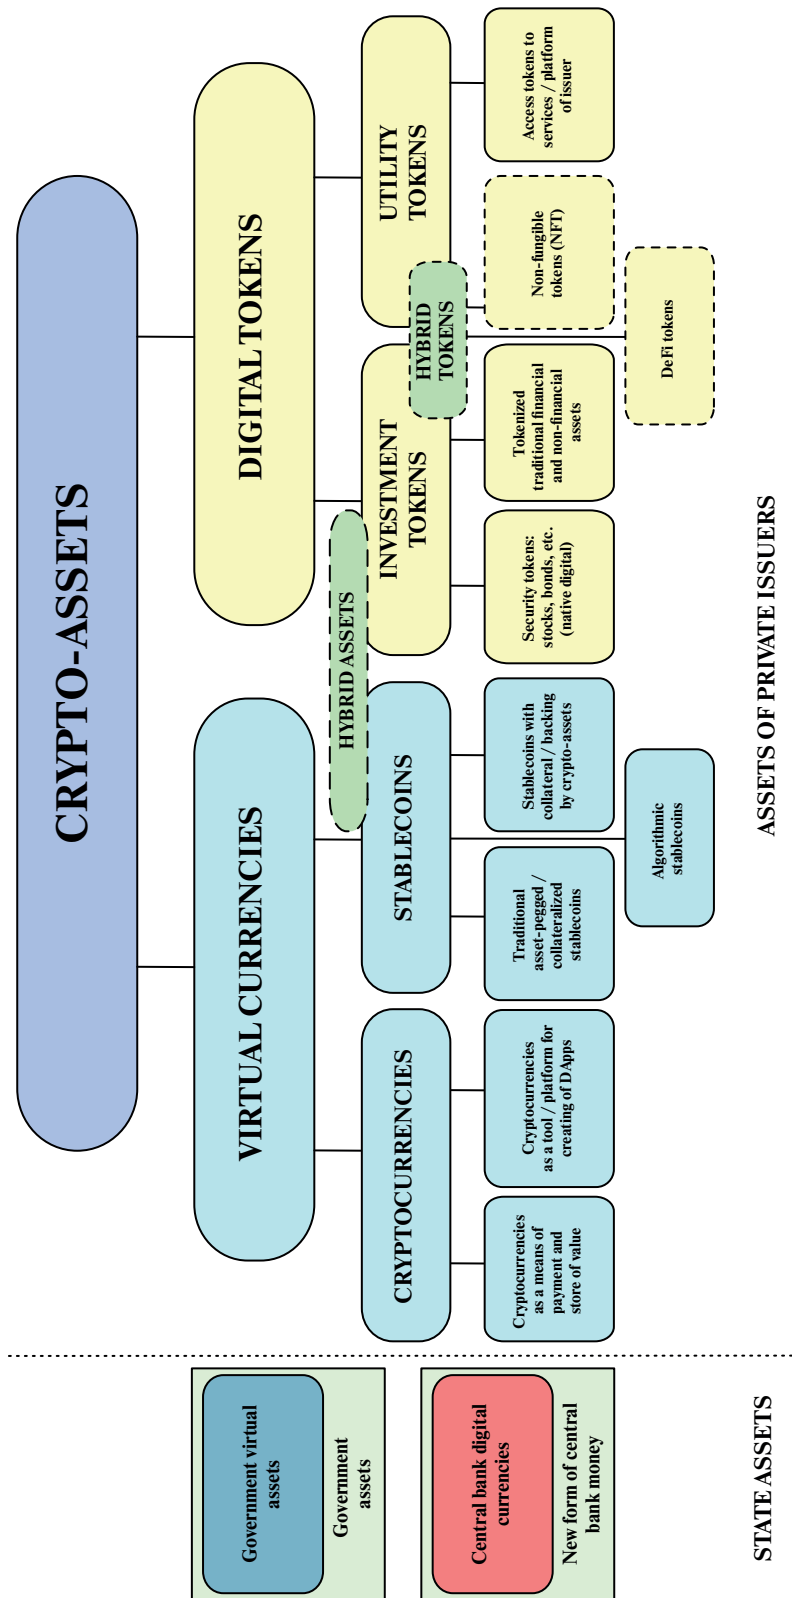 CRYPTO-ASSETS
Government virtual
assets
Government
assets
VIRTUAL CURRENCIES
DIGITAL TOKENS
HYBRID ASSETS
Central bank digital
currencies
New form of central
bank money
CRYPTOCURRENCIES
STABLECOINS
INVESTMENT
TOKENS
HYBRID
TOKENS
UTILITY
TOKENS
Cryptocurrencies
as a means of
payment and
store of value
Cryptocurrencies
as a tool / platform for
creating of DApps
Traditional
asset-pegged /
collateralized
stablecoins
Stablecoins with
collateral / backing
by crypto-assets
Security tokens:
stocks, bonds, etc.
(native digital)
Tokenized
traditional financial
and non-financial
assets
Non-fungible
tokens (NFT)
Access tokens to
services / platform
of issuer
Algorithmic
stablecoins
DeFi tokens
STATE ASSETS
ASSETS OF PRIVATE ISSUERS